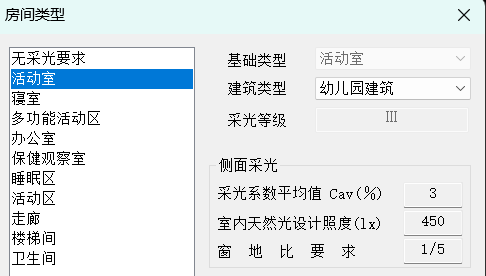 房间类型
无采光要求
活动室
寝室
多功能活动区
办公室
保健观察室
睡眠区
活动区
走廊
楼梯间
卫生间
基础类型 活动室
建筑类型 幼儿园建筑
采光等级 III
侧面采光
采光系数平均值 Cav(%) 3
室内天然光设计照度(lx) 450
窗 地 比 要 求 1/5